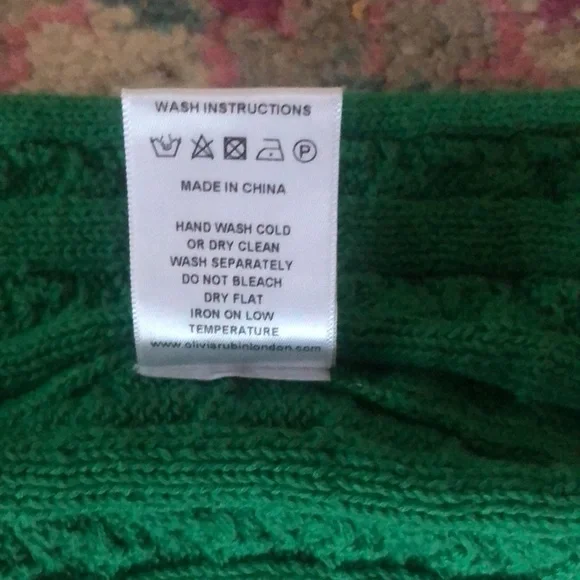 WASH INSTRUCTIONS
P
MADE IN CHINA
HAND WASH COLD
OR DRY CLEAN
WASH SEPARATELY
DO NOT BLEACH
DRY FLAT
IRON ON LOW
TEMPERATURE
www.oliviarubinlondon.com